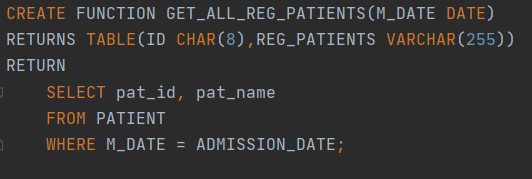 CREATE FUNCTION GET_ALL_REG_PATIENTS(M_DATE DATE)
RETURNS TABLE(ID CHAR(8),REG_PATIENTS VARCHAR(255))
RETURN
SELECT pat_id, pat_name
FROM PATIENT
WHERE M_DATE = ADMISSION_DATE;